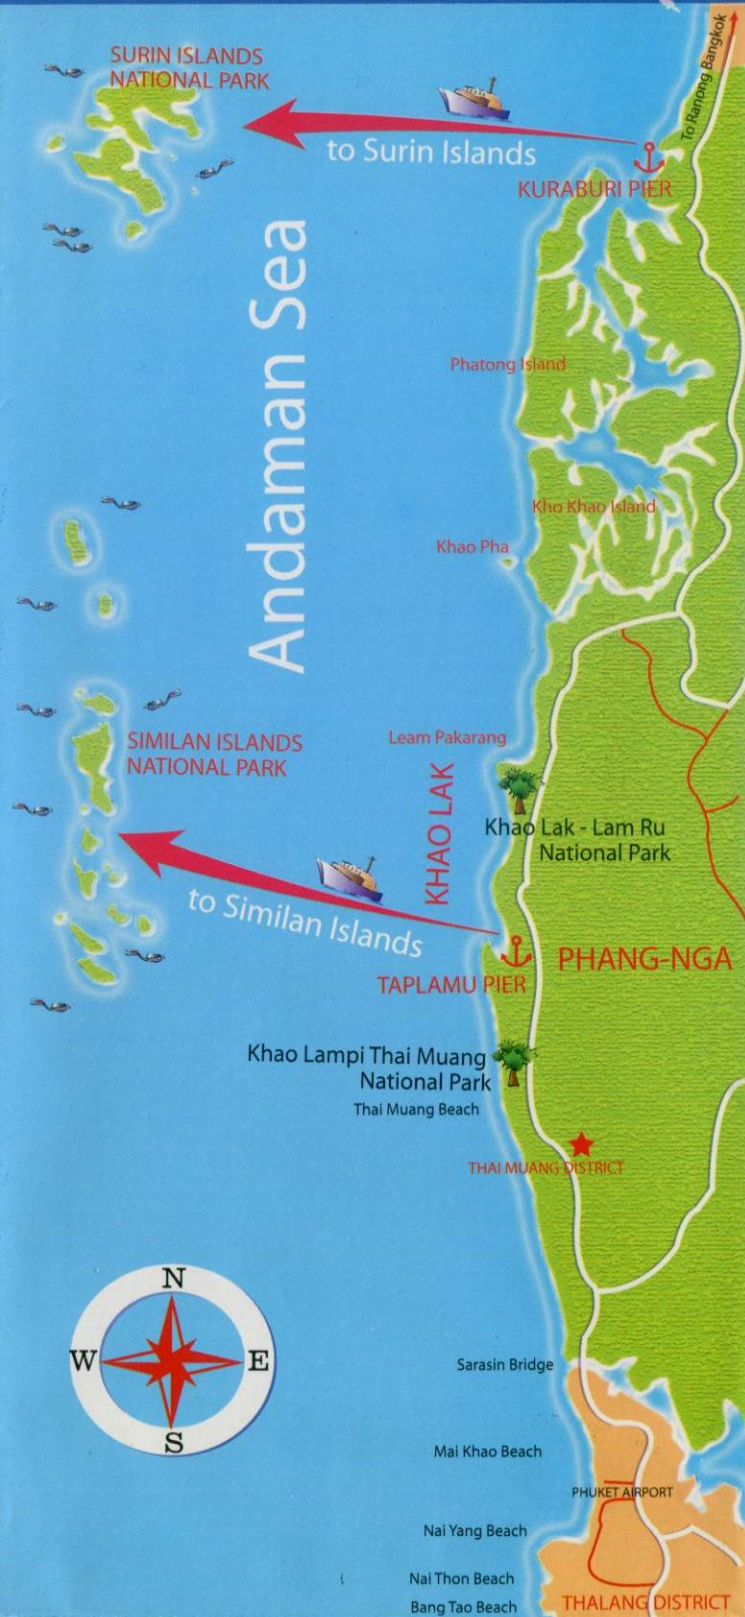 SURIN ISLANDS
NATIONAL PARK
To Ranong Bangkok
to Surin Islands
KURABURI PIER
Andaman Sea
Phatong Island
Kho Khao Island
Khao Pha
Leam Pakarang
SIMILAN ISLANDS
NATIONAL PARK
KHAO LAK
Khao Lak - Lam Ru
National Park
to Similan Islands
PHANG-NGA
TAPLAMU PIER
Khao Lampi Thai Muang
National Park
Thai Muang Beach
THAI MUANG DISTRICT
N
W
E
S
Sarasin Bridge
Mai Khao Beach
PHUKET AIRPORT
Nai Yang Beach
Nai Thon Beach
THALANG DISTRICT
Bang Tao Beach